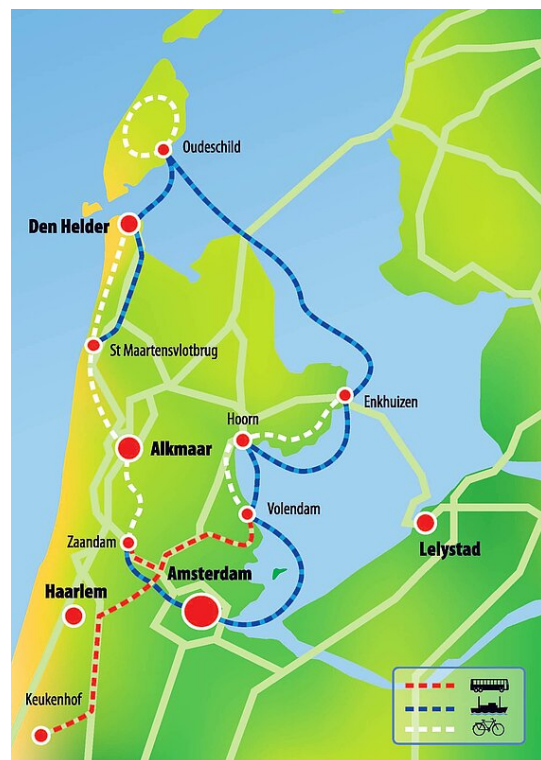 Oudeschild
Den Helder
St Maartensvlotbrug
Enkhuizen
Hoorn
Alkmaar
Volendam
Zaandam
Lelystad
Amsterdam
Haarlem
Keukenhof